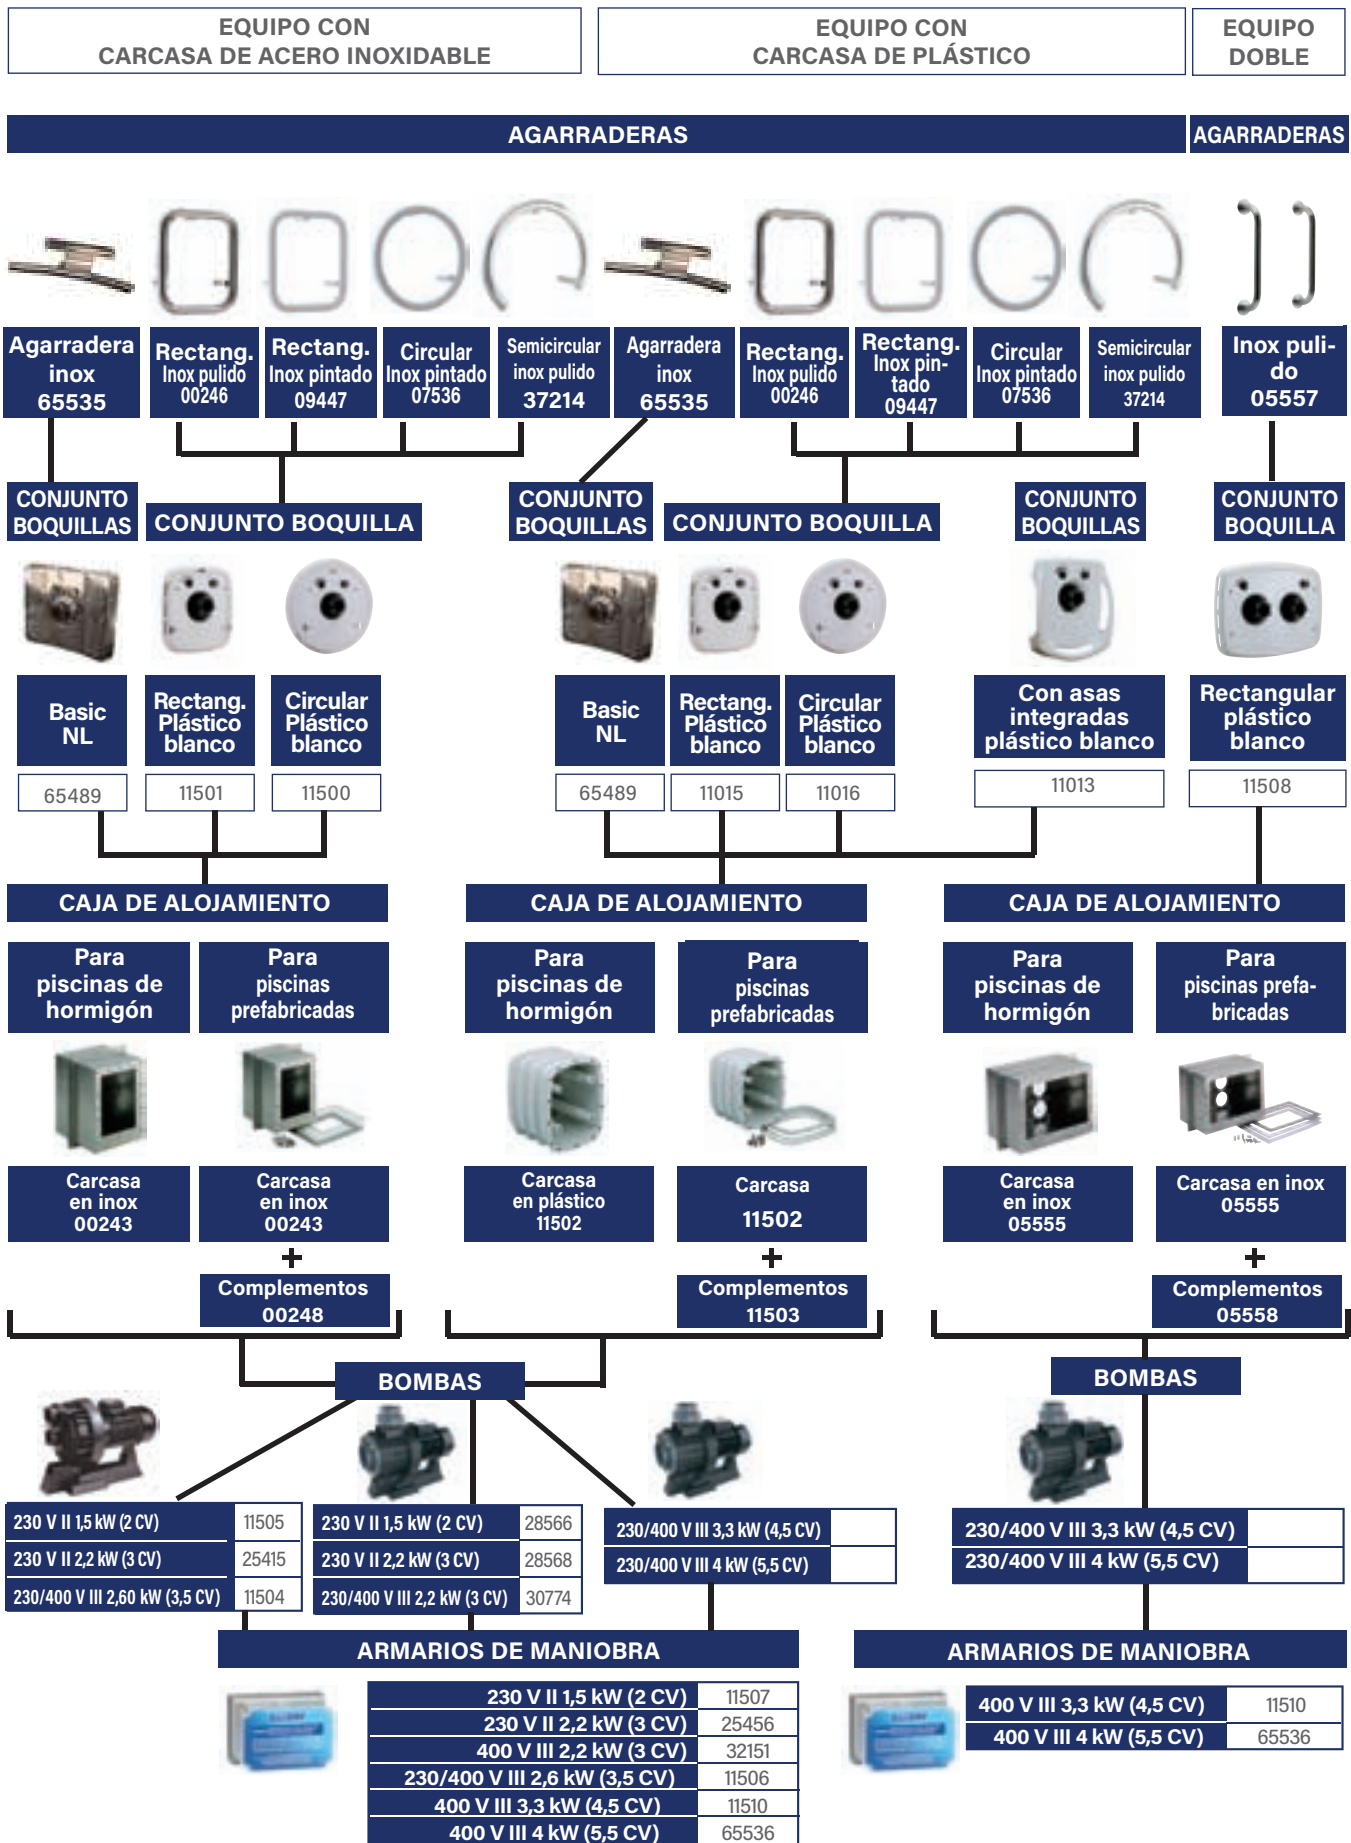 EQUIPO CON
CARCASA DE ACERO INOXIDABLE
EQUIPO CON
CARCASA DE PLÁSTICO
EQUIPO
DOBLE
AGARRADERAS
AGARRADERAS
Agarradera
inox
65535
Rectang.
Inox pulido
00246
Rectang.
Inox pintado
09447
Circular
Inox pintado
07536
Semicircular
inox pulido
37214
Agarradera
inox
65535
Rectang.
Inox pulido
00246
Rectang.
Inox pin-
tado
09447
Circular
Inox pintado
07536
Semicircular
inox pulido
37214
Inox puli-
do
05557
CONJUNTO
BOQUILLAS
CONJUNTO BOQUILLA
CONJUNTO
BOQUILLAS
CONJUNTO BOQUILLA
CONJUNTO
BOQUILLAS
CONJUNTO
BOQUILLA
Basic
NL
Rectang.
Plástico
blanco
Circular
Plástico
blanco
Basic
NL
Rectang.
Plástico
blanco
Circular
Plástico
blanco
Con asas
integradas
plástico blanco
Rectangular
plástico
blanco
65489
11501
11500
65489
11015
11016
11013
11508
CAJA DE ALOJAMIENTO
CAJA DE ALOJAMIENTO
CAJA DE ALOJAMIENTO
Para
piscinas de
hormigón
Para
piscinas
prefabricadas
Para
piscinas de
hormigón
Para
piscinas
prefabricadas
Para
piscinas de
hormigón
Para
piscinas prefa-
bricadas
Carcasa
en inox
00243
Carcasa
en inox
00243
Carcasa
en plástico
11502
Carcasa
11502
Carcasa
en inox
05555
Carcasa en inox
05555
+
+
+
Complementos
00248
Complementos
11503
Complementos
05558
BOMBAS
BOMBAS
230 V II 1,5 kW (2 CV) 11505
230 V II 2,2 kW (3 CV) 25415
230/400 V III 2,60 kW (3,5 CV) 11504
230 V II 1,5 kW (2 CV) 28566
230 V II 2,2 kW (3 CV) 28568
230/400 V III 2,2 kW (3 CV) 30774
230/400 V III 3,3 kW (4,5 CV)
230/400 V III 4 kW (5,5 CV)
230/400 V III 3,3 kW (4,5 CV)
230/400 V III 4 kW (5,5 CV)
ARMARIOS DE MANIOBRA
ARMARIOS DE MANIOBRA
230 V II 1,5 kW (2 CV) 11507
230 V II 2,2 kW (3 CV) 25456
400 V III 2,2 kW (3 CV) 32151
230/400 V III 2,6 kW (3,5 CV) 11506
400 V III 3,3 kW (4,5 CV) 11510
400 V III 4 kW (5,5 CV) 65536
400 V III 3,3 kW (4,5 CV) 11510
400 V III 4 kW (5,5 CV) 65536